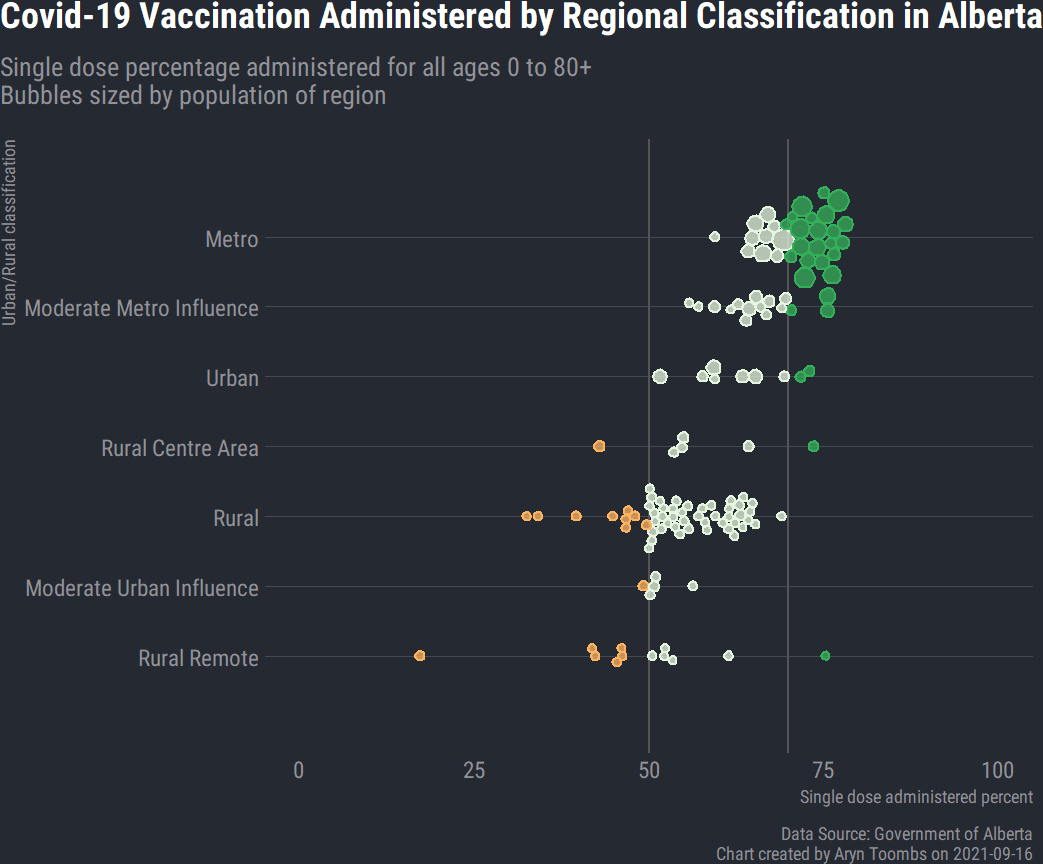 Covid-19 Vaccination Administered by Regional Classification in Alberta
Single dose percentage administered for all ages 0 to 80+
Bubbles sized by population of region
Urban/Rural classification
Metro
Moderate Metro Influence
Urban
Rural Centre Area
Rural
Moderate Urban Influence
Rural Remote
0 25 50 75 100
Single dose administered percent
Data Source: Government of Alberta
Chart created by Aryn Toombs on 2021-09-16